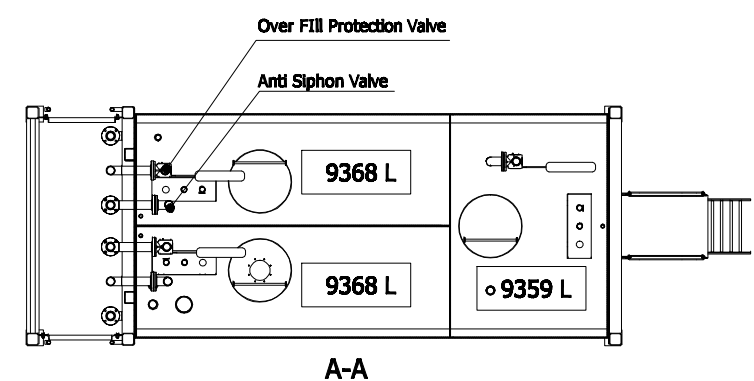 Over FIll Protection Valve
Anti Siphon Valve
9368 L
9368 L
9359 L
A-A